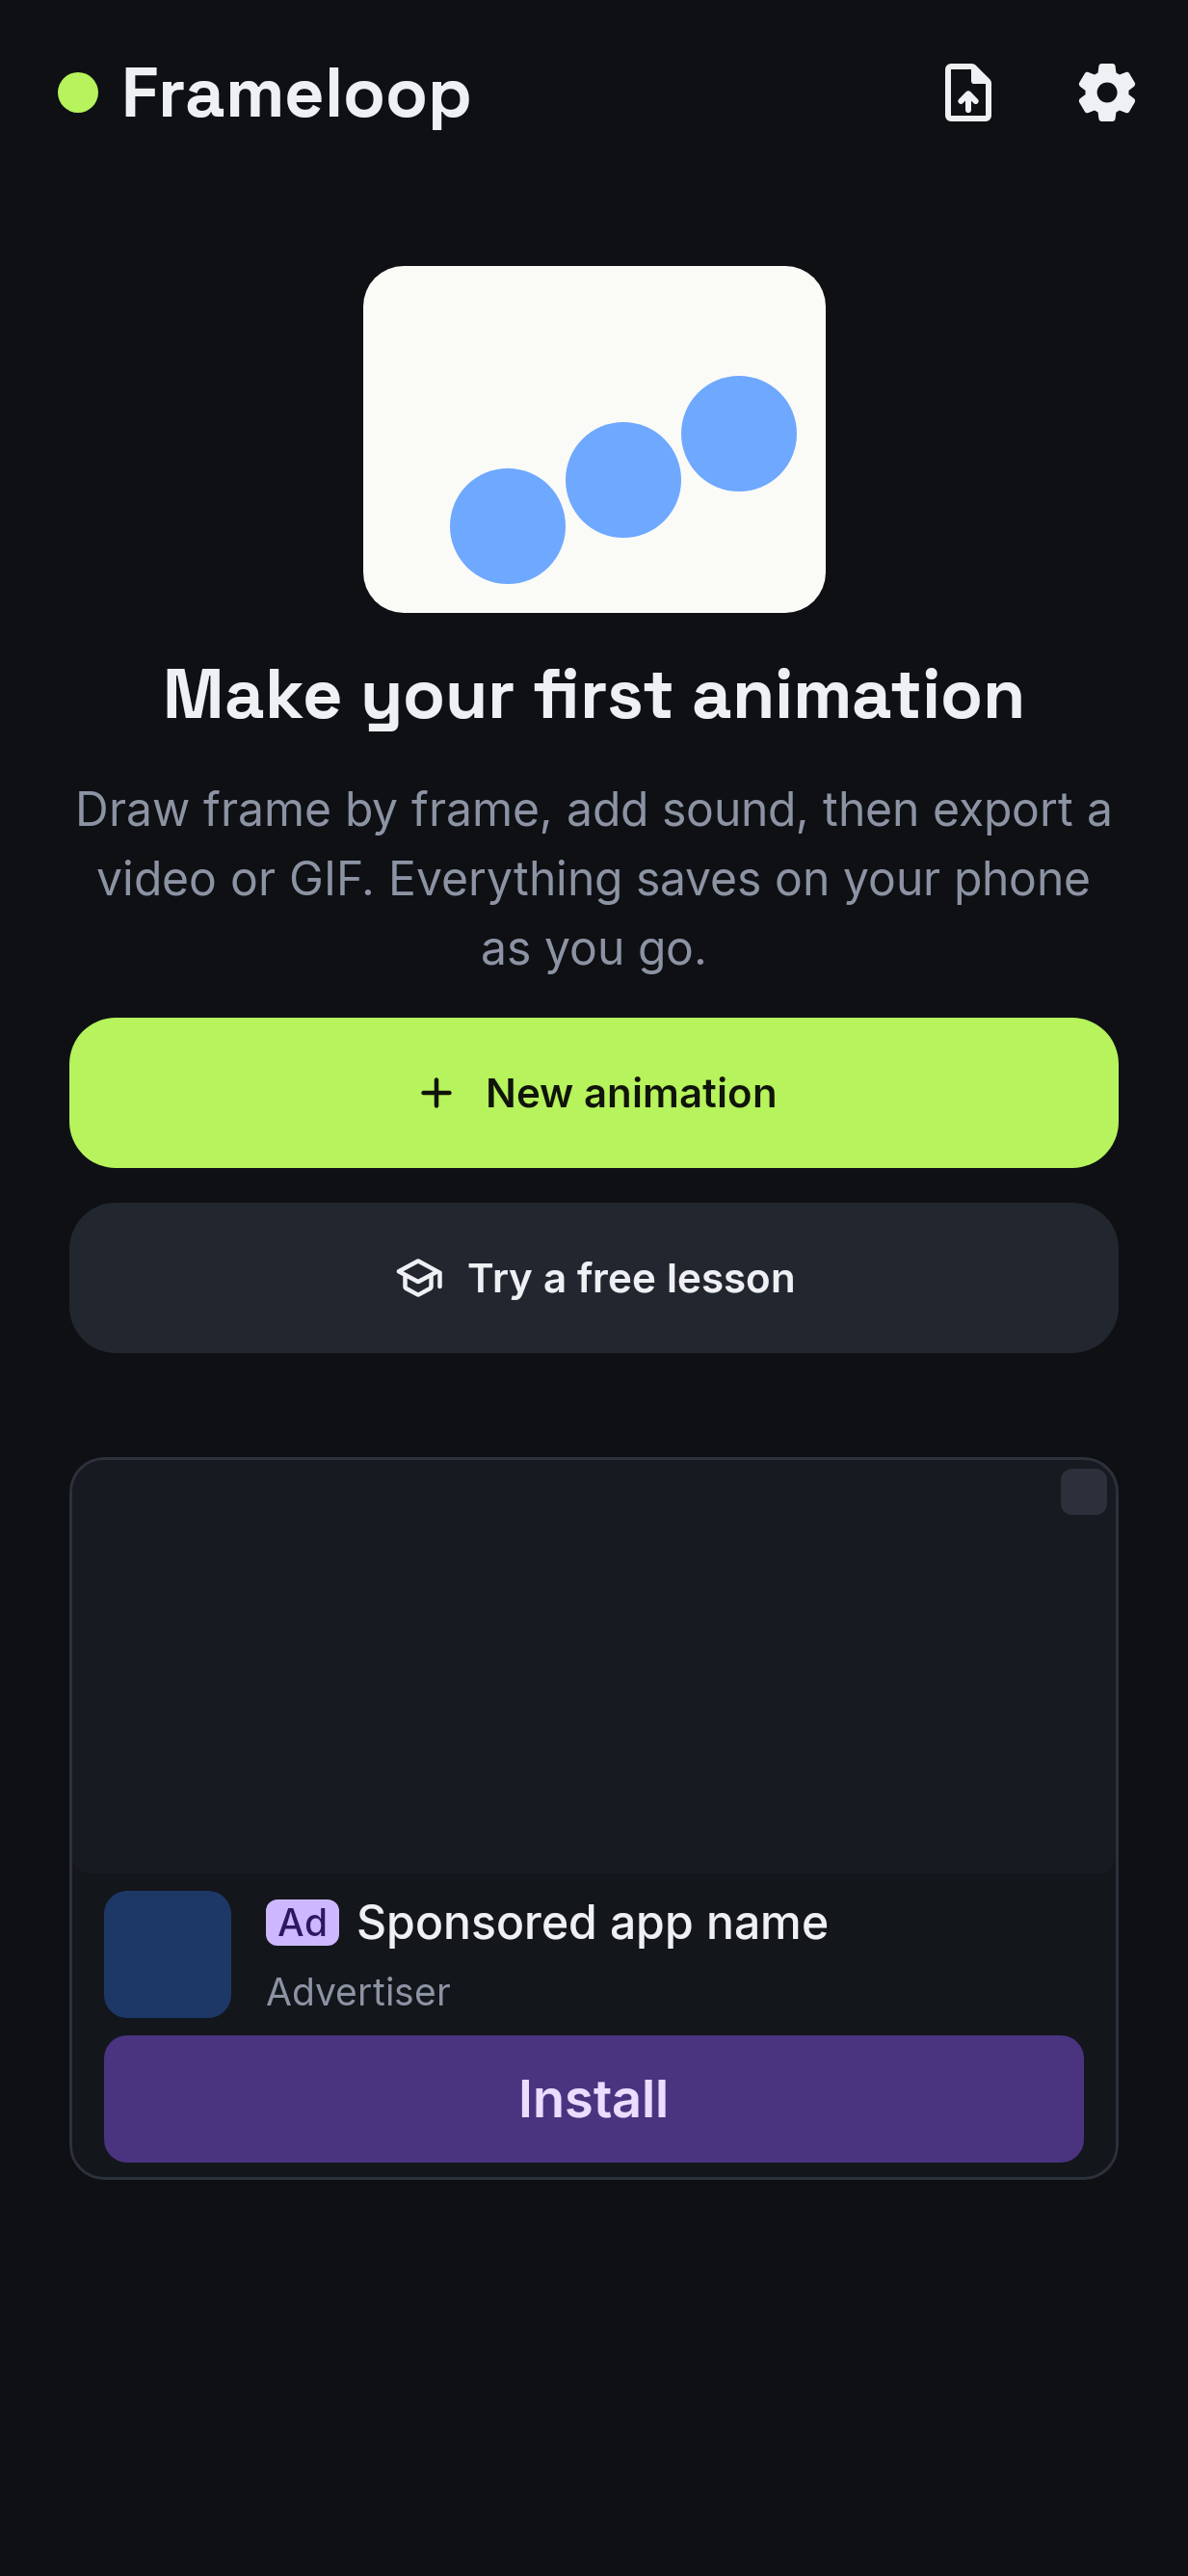 Frameloop
Make your first animation
Draw frame by frame, add sound, then export a
video or GIF. Everything saves on your phone
as you go.
New animation
Try a free lesson
Ad Sponsored app name
Advertiser
Install